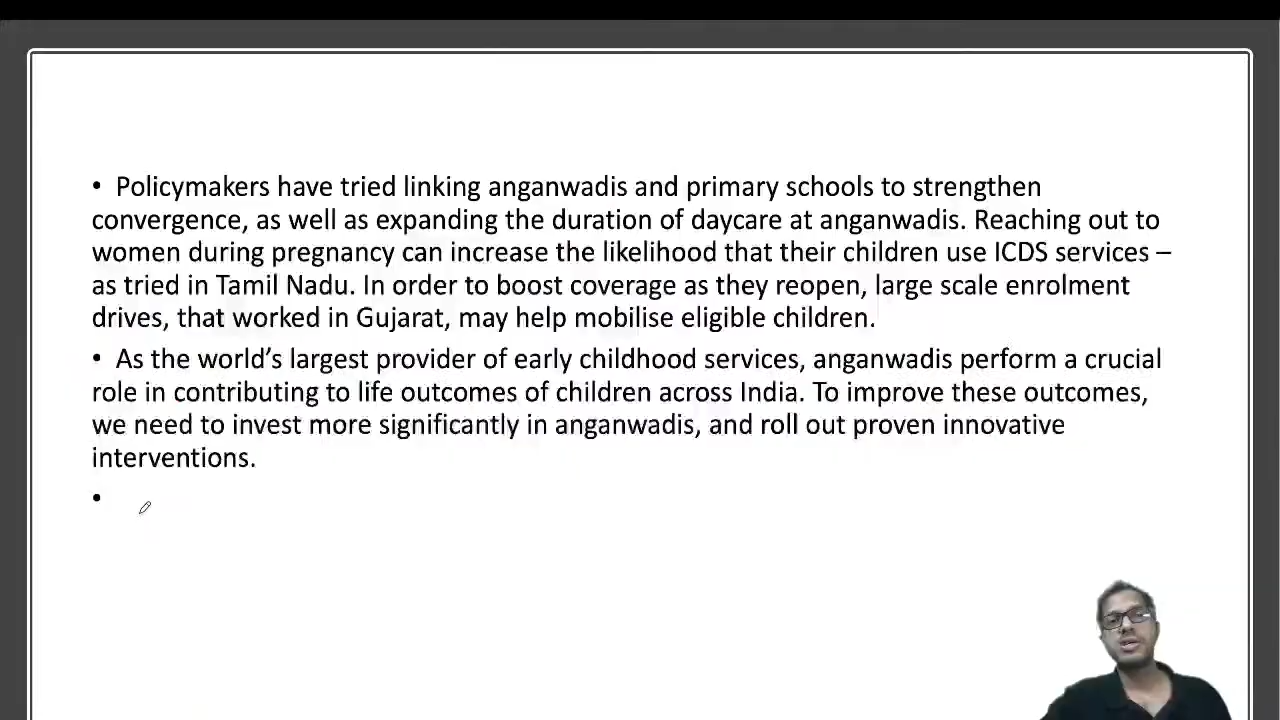 • Policymakers have tried linking anganwadis and primary schools to strengthen
convergence, as well as expanding the duration of daycare at anganwadis. Reaching out to
women during pregnancy can increase the likelihood that their children use ICDS services –
as tried in Tamil Nadu. In order to boost coverage as they reopen, large scale enrolment
drives, that worked in Gujarat, may help mobilise eligible children.
• As the world’s largest provider of early childhood services, anganwadis perform a crucial
role in contributing to life outcomes of children across India. To improve these outcomes,
we need to invest more significantly in anganwadis, and roll out proven innovative
interventions.
•